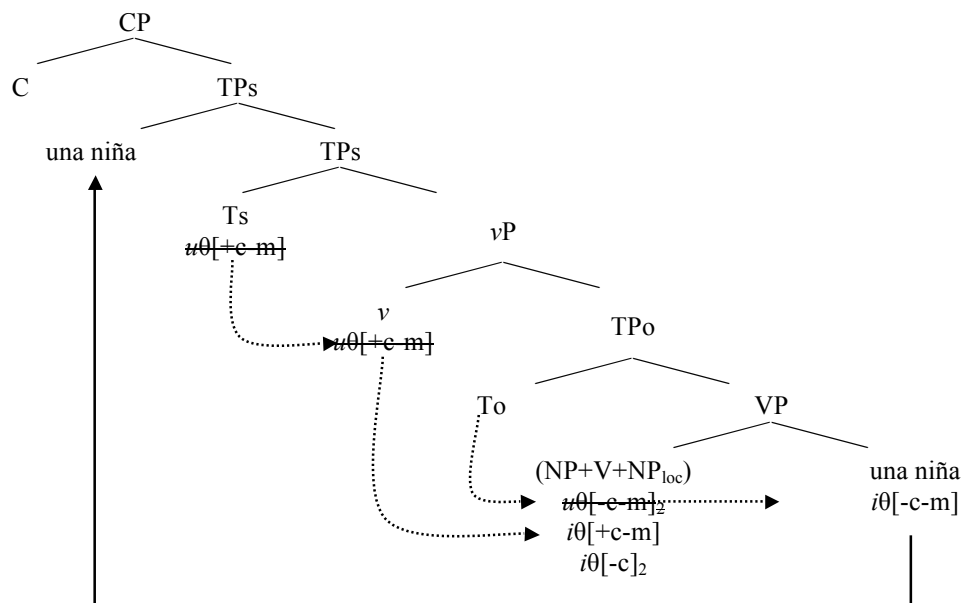 CP
C
TPs
una niña
TPs
Ts
uθ[+c-m]
vP
v
uθ[+c-m]
TPo
To
VP
(NP+V+NPloc)
una niña
uθ[-c-m]2
iθ[-c-m]
iθ[+c-m]
iθ[-c]2